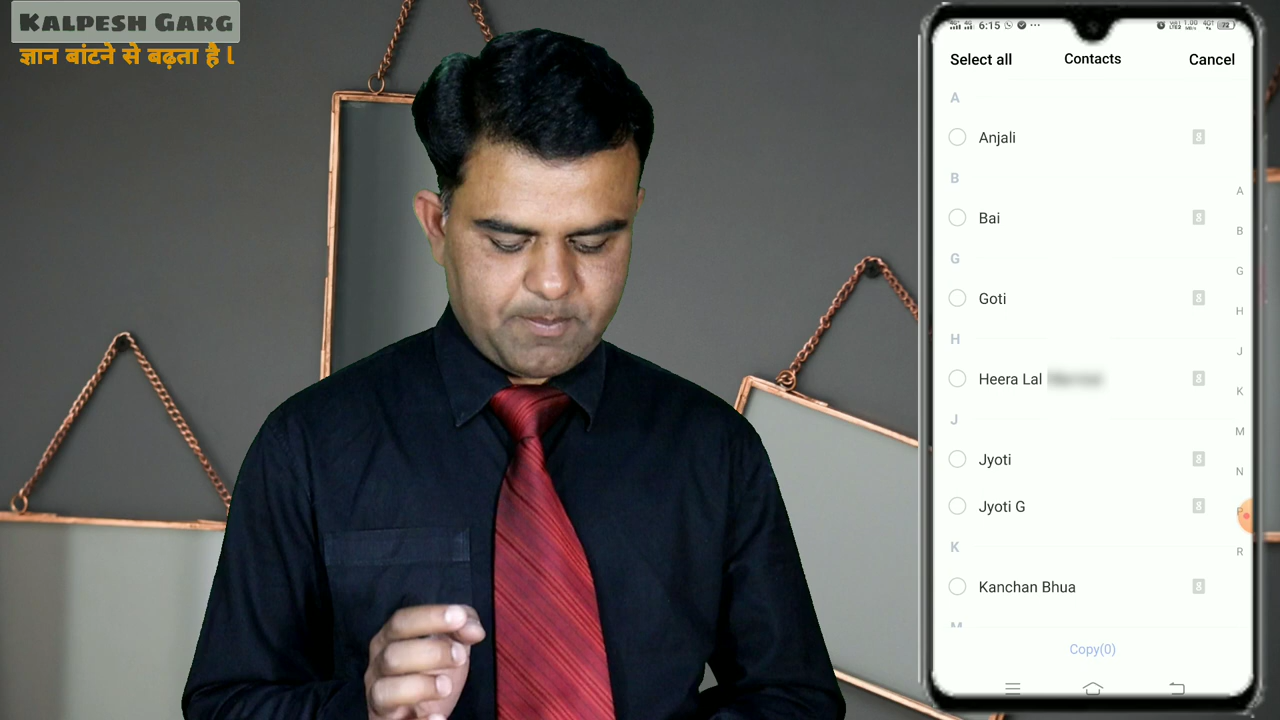 KALPESH GARG
ज्ञान बांटने से बढ़ता है l
6:15
Select all Contacts Cancel
A
Anjali
B
Bai
G
Goti
H
Heera Lal
J
Jyoti
Jyoti G
K
Kanchan Bhua
M
Copy(0)
A
B
G
H
J
K
M
N
P
R